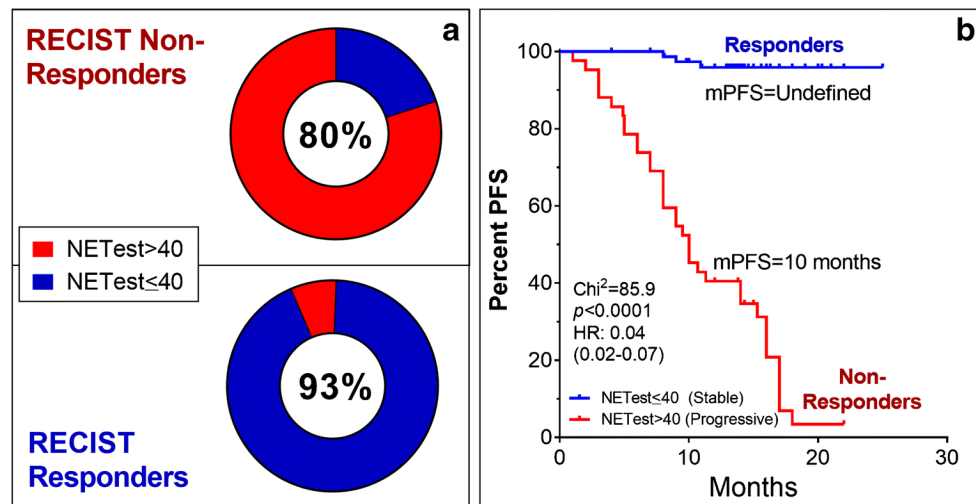 a
RECIST Non-
Responders
80%
NETest>40
NETest≤40
93%
RECIST
Responders
b
Percent PFS
100
80
60
40
20
0
0
10
20
30
Months
Responders
mPFS=Undefined
mPFS=10 months
Chi²=85.9
p<0.0001
HR: 0.04
(0.02-0.07)
NETest≤40 (Stable)
NETest>40 (Progressive)
Non-
Responders